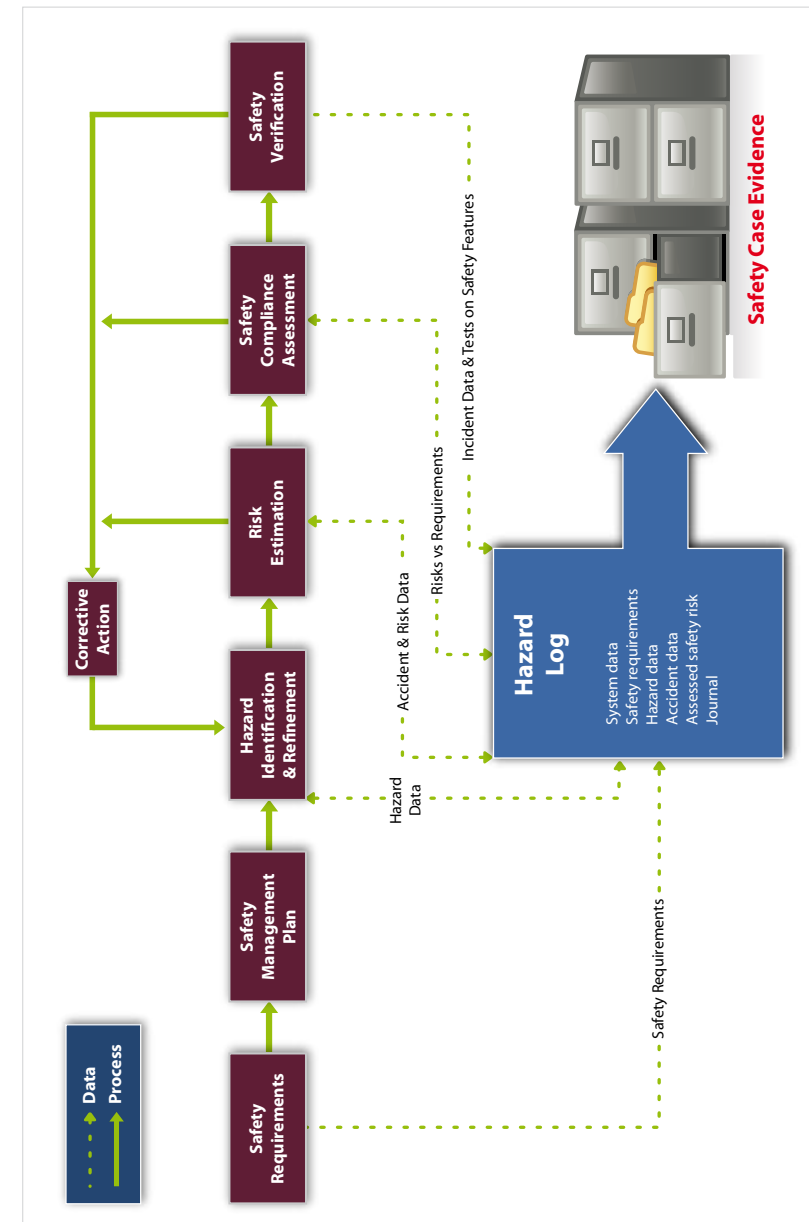 Data
Process
Corrective
Action
Safety
Requirements
Safety
Management
Plan
Hazard
Identification
& Refinement
Risk
Estimation
Safety
Compliance
Assessment
Safety
Verification
Hazard
Data
Accident & Risk Data
Risks vs Requirements
Incident Data & Tests on Safety Features
Safety Requirements
Hazard
Log
System data
Safety requirements
Hazard data
Accident data
Assessed safety risk
Journal
Safety Case Evidence